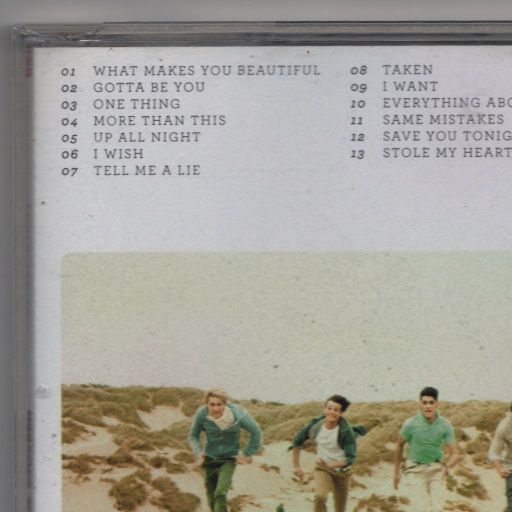 01 WHAT MAKES YOU BEAUTIFUL
02 GOTTA BE YOU
03 ONE THING
04 MORE THAN THIS
05 UP ALL NIGHT
06 I WISH
07 TELL ME A LIE
08 TAKEN
09 I WANT
10 EVERYTHING ABO
11 SAME MISTAKES
12 SAVE YOU TONIG
13 STOLE MY HEART